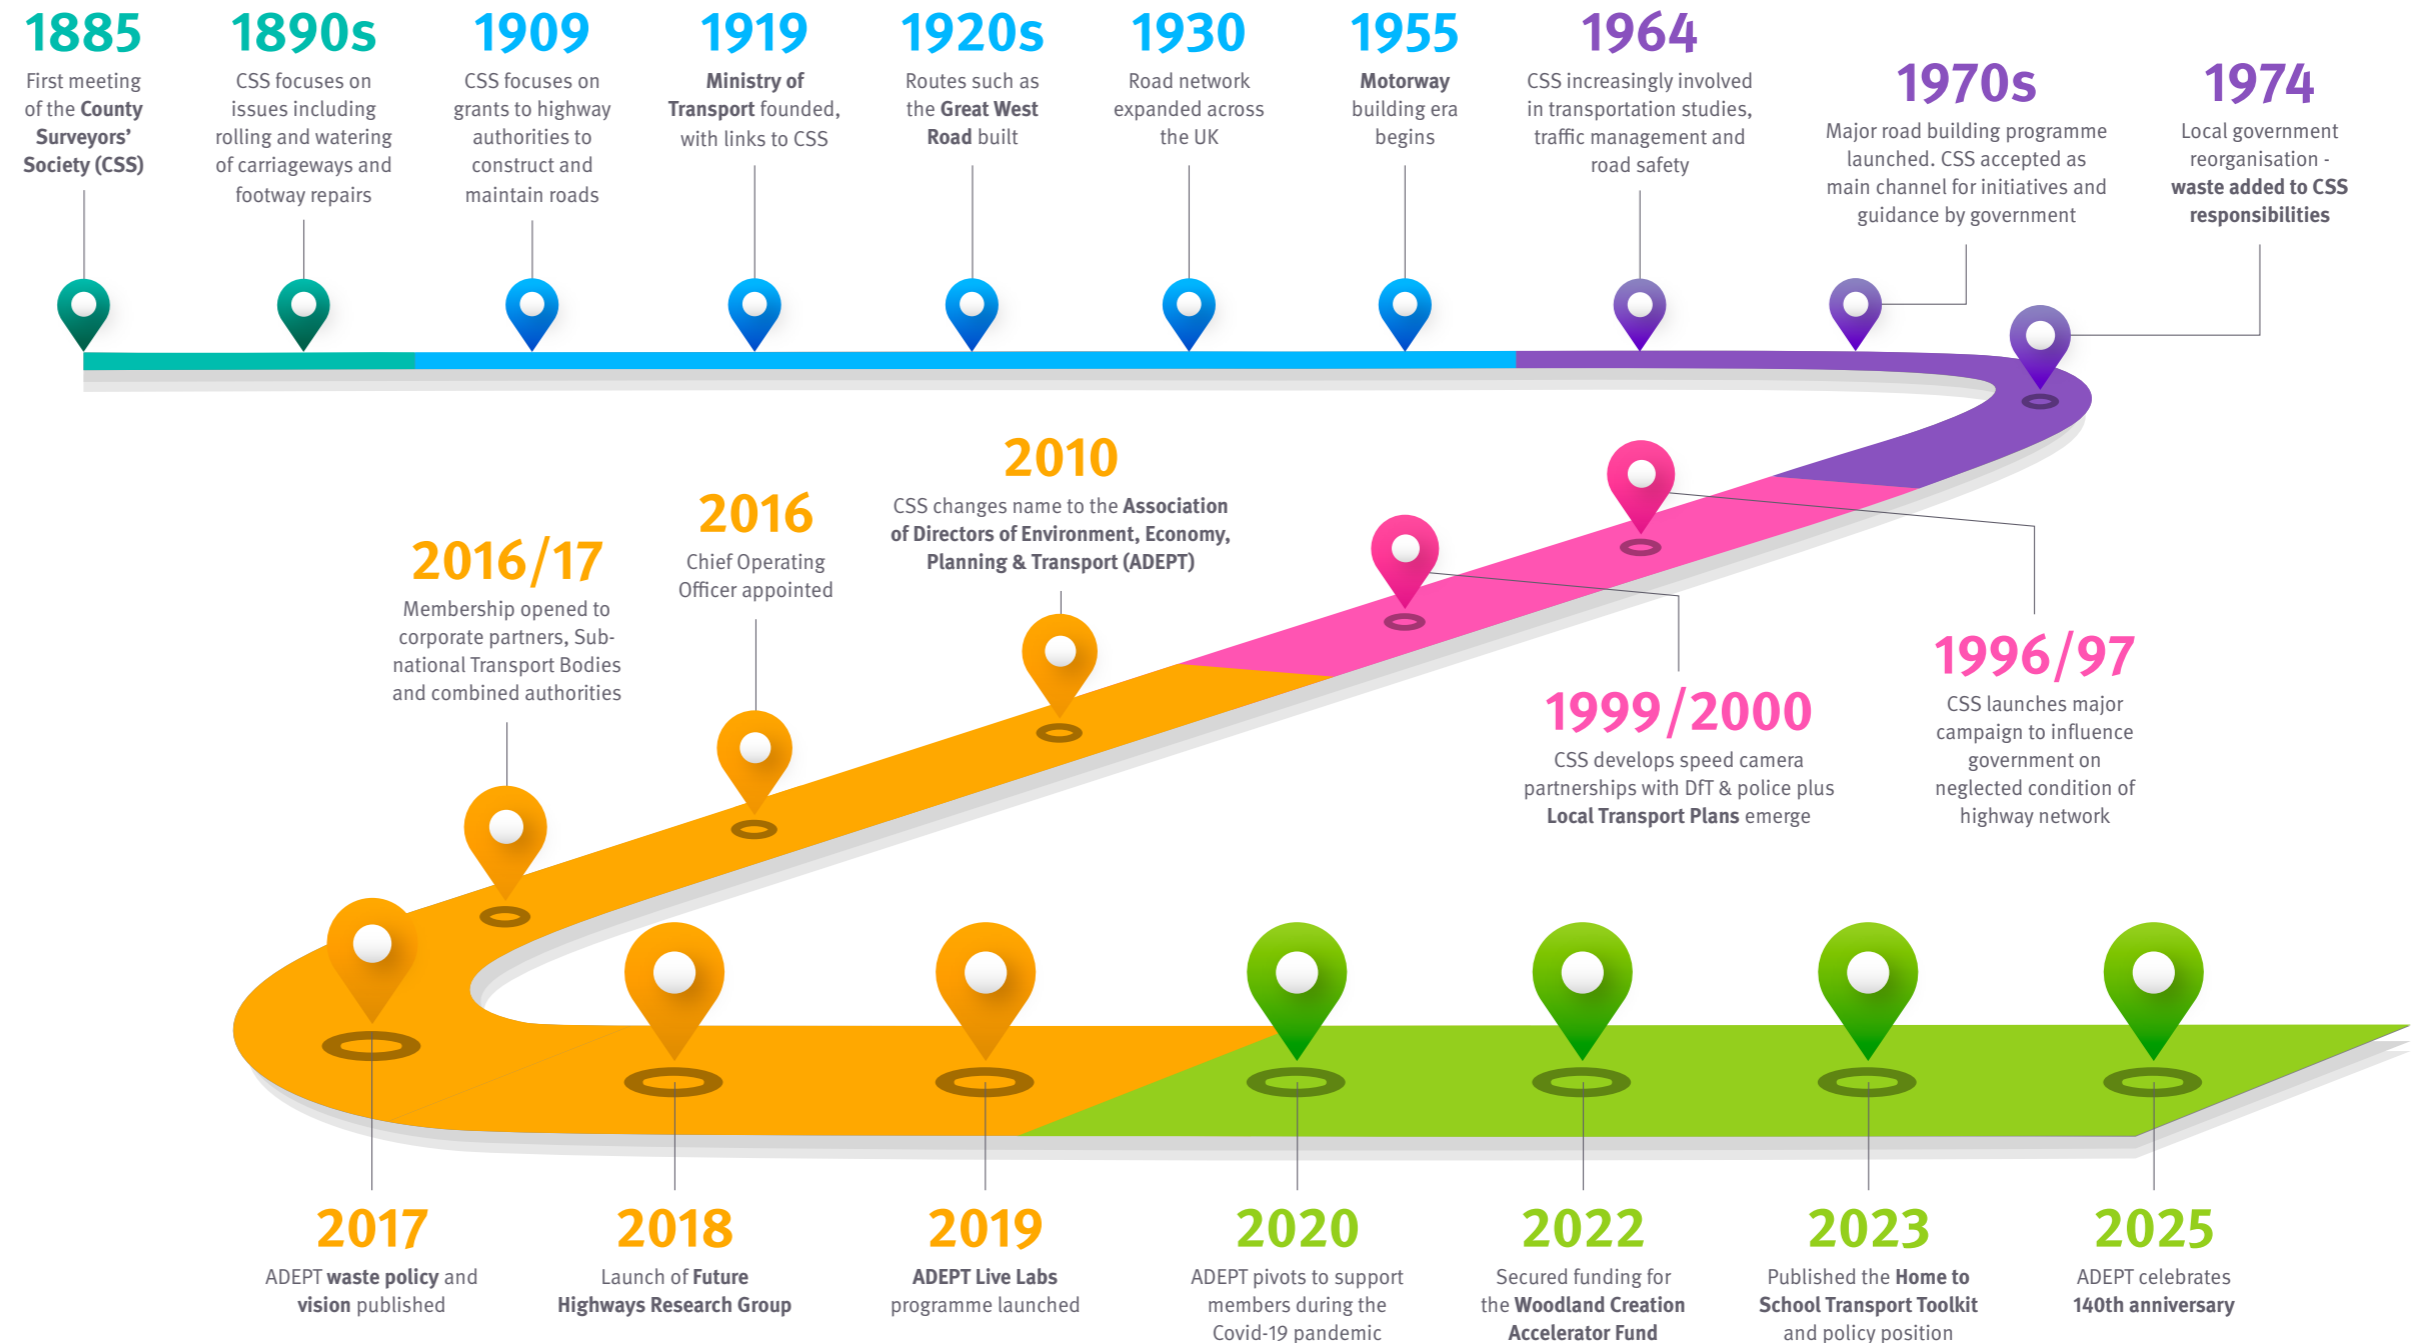 1885
First meeting
of the County
Surveyors’
Society (CSS)
1890s
CSS focuses on
issues including
rolling and watering
of carriageways and
footway repairs
1909
CSS focuses on
grants to highway
authorities to
construct and
maintain roads
1919
Ministry of
Transport founded,
with links to CSS
1920s
Routes such as
the Great West
Road built
1930
Road network
expanded across
the UK
1955
Motorway
building era
begins
1964
CSS increasingly involved
in transportation studies,
traffic management and
road safety
1970s
Major road building programme
launched. CSS accepted as
main channel for initiatives and
guidance by government
1974
Local government
reorganisation -
waste added to CSS
responsibilities
1996/97
CSS launches major
campaign to influence
government on
neglected condition of
highway network
1999/2000
CSS develops speed camera
partnerships with DfT & police plus
Local Transport Plans emerge
2010
CSS changes name to the Association
of Directors of Environment, Economy,
Planning & Transport (ADEPT)
2016
Chief Operating
Officer appointed
2016/17
Membership opened to
corporate partners, Sub-
national Transport Bodies
and combined authorities
2017
ADEPT waste policy and
vision published
2018
Launch of Future
Highways Research Group
2019
ADEPT Live Labs
programme launched
2020
ADEPT pivots to support
members during the
Covid-19 pandemic
2022
Secured funding for
the Woodland Creation
Accelerator Fund
2023
Published the Home to
School Transport Toolkit
and policy position
2025
ADEPT celebrates
140th anniversary